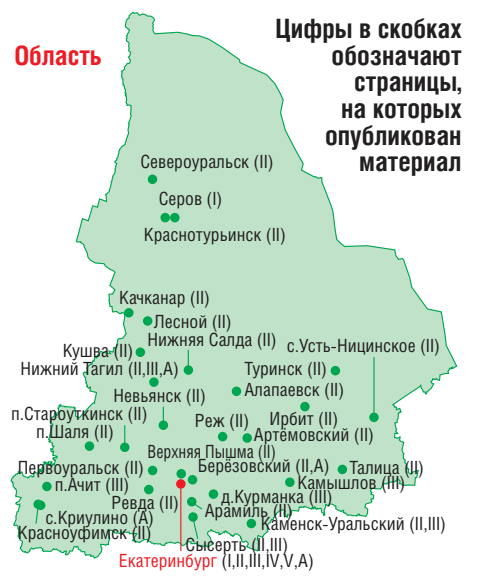 Область
Цифры в скобках
обозначают
страницы,
на которых
опубликован
материал
Североуральск (II)
Серов (I)
Краснотурьинск (II)
Качканар (II)
Лесной (II)
Нижняя Салда (II)
Кушва (II)
с.Усть-Ницинское (II)
Нижний Тагил (II,III,A)
Туринск (II)
Невьянск (II)
Алапаевск (II)
п.Староуткинск (II)
Ирбит (II)
п.Шаля (II)
Реж (II)
Артёмовский (II)
Верхняя Пышма (II)
Первоуральск (II)
Берёзовский (II,A)
Талица (II)
п.Ачит (III)
Камышлов (III)
Ревда (II)
д.Курманка (III)
с.Криулино (A)
Арамиль (II)
Красноуфимск (II)
Каменск-Уральский (II,III)
Сысерть (II,III)
Екатеринбург (I,II,III,IV,V,A)